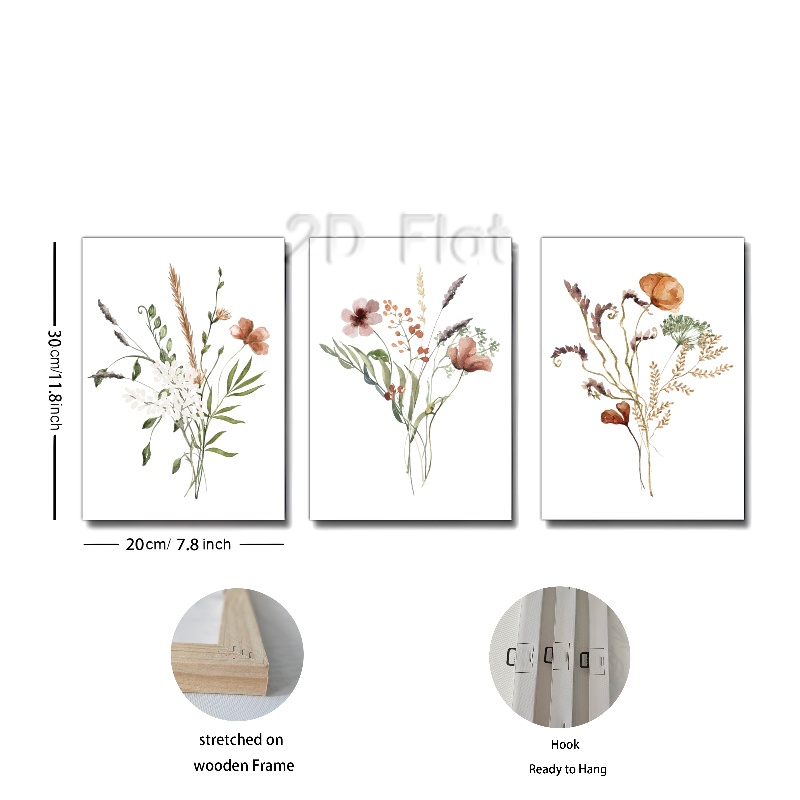 2D Flat
30cm/11.8inch
20cm/ 7.8 inch
stretched on
wooden Frame
Hook
Ready to Hang